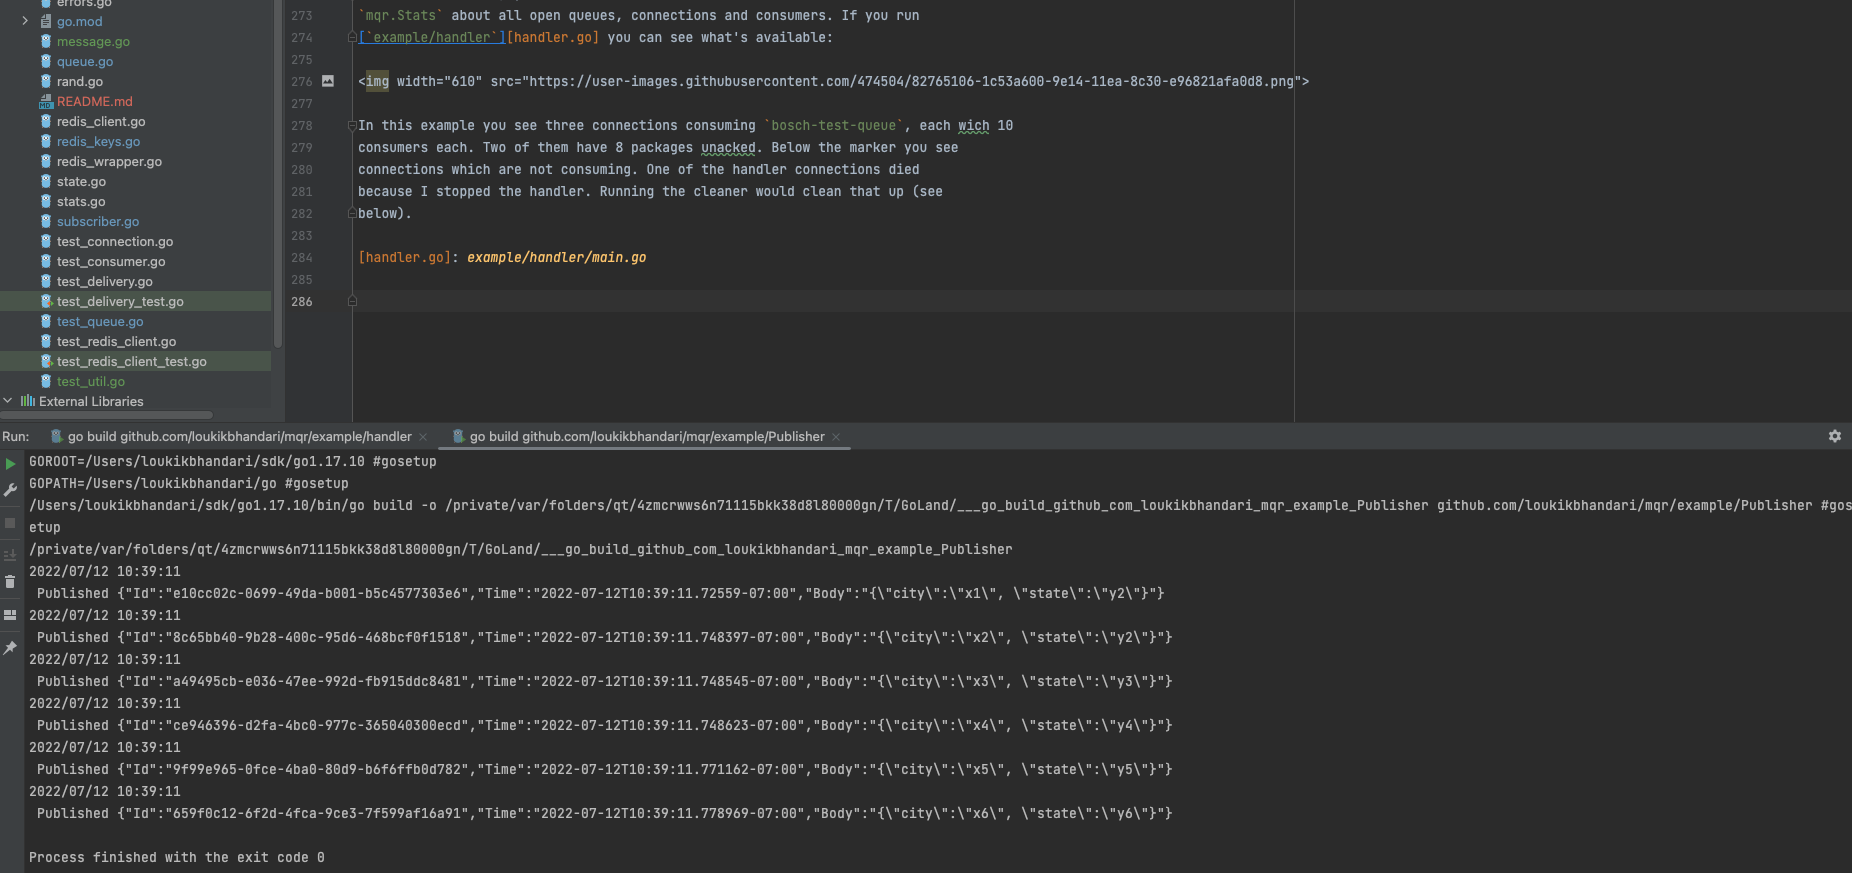 errors.go
go.mod
message.go
queue.go
rand.go
README.md
redis_client.go
redis_keys.go
redis_wrapper.go
state.go
stats.go
subscriber.go
test_connection.go
test_consumer.go
test_delivery.go
test_delivery_test.go
test_queue.go
test_redis_client.go
test_redis_client_test.go
test_util.go
External Libraries
273 `mqr.Stats` about all open queues, connections and consumers. If you run
274 [`example/handler`][handler.go] you can see what's available:
275
276 <img width="610" src="https://user-images.githubusercontent.com/474504/82765106-1c53a600-9e14-11ea-8c30-e96821afa0d8.png">
277
278 In this example you see three connections consuming `bosch-test-queue`, each wich 10
279 consumers each. Two of them have 8 packages unacked. Below the marker you see
280 connections which are not consuming. One of the handler connections died
281 because I stopped the handler. Running the cleaner would clean that up (see
282 below).
283
284 [handler.go]: example/handler/main.go
285
286
Run: go build github.com/loukikbhandari/mqr/example/handler go build github.com/loukikbhandari/mqr/example/Publisher
GOROOT=/Users/loukikbhandari/sdk/go1.17.10 #gosetup
GOPATH=/Users/loukikbhandari/go #gosetup
/Users/loukikbhandari/sdk/go1.17.10/bin/go build -o /private/var/folders/qt/4zmcrwws6n71115bkk38d8l80000gn/T/GoLand/___go_build_github_com_loukikbhandari_mqr_example_Publisher github.com/loukikbhandari/mqr/example/Publisher #gos
etup
/private/var/folders/qt/4zmcrwws6n71115bkk38d8l80000gn/T/GoLand/___go_build_github_com_loukikbhandari_mqr_example_Publisher
2022/07/12 10:39:11
Published {"Id":"e10cc02c-0699-49da-b001-b5c4577303e6","Time":"2022-07-12T10:39:11.72559-07:00","Body":"{\"city\":\"x1\", \"state\":\"y2\"}"}
2022/07/12 10:39:11
Published {"Id":"8c65bb40-9b28-400c-95d6-468bcf0f1518","Time":"2022-07-12T10:39:11.748397-07:00","Body":"{\"city\":\"x2\", \"state\":\"y2\"}"}
2022/07/12 10:39:11
Published {"Id":"a49495cb-e036-47ee-992d-fb915ddc8481","Time":"2022-07-12T10:39:11.748545-07:00","Body":"{\"city\":\"x3\", \"state\":\"y3\"}"}
2022/07/12 10:39:11
Published {"Id":"ce946396-d2fa-4bc0-977c-365040300ecd","Time":"2022-07-12T10:39:11.748623-07:00","Body":"{\"city\":\"x4\", \"state\":\"y4\"}"}
2022/07/12 10:39:11
Published {"Id":"9f99e965-0fce-4ba0-80d9-b6f6ffb0d782","Time":"2022-07-12T10:39:11.771162-07:00","Body":"{\"city\":\"x5\", \"state\":\"y5\"}"}
2022/07/12 10:39:11
Published {"Id":"659f0c12-6f2d-4fca-9ce3-7f599af16a91","Time":"2022-07-12T10:39:11.778969-07:00","Body":"{\"city\":\"x6\", \"state\":\"y6\"}"}
Process finished with the exit code 0